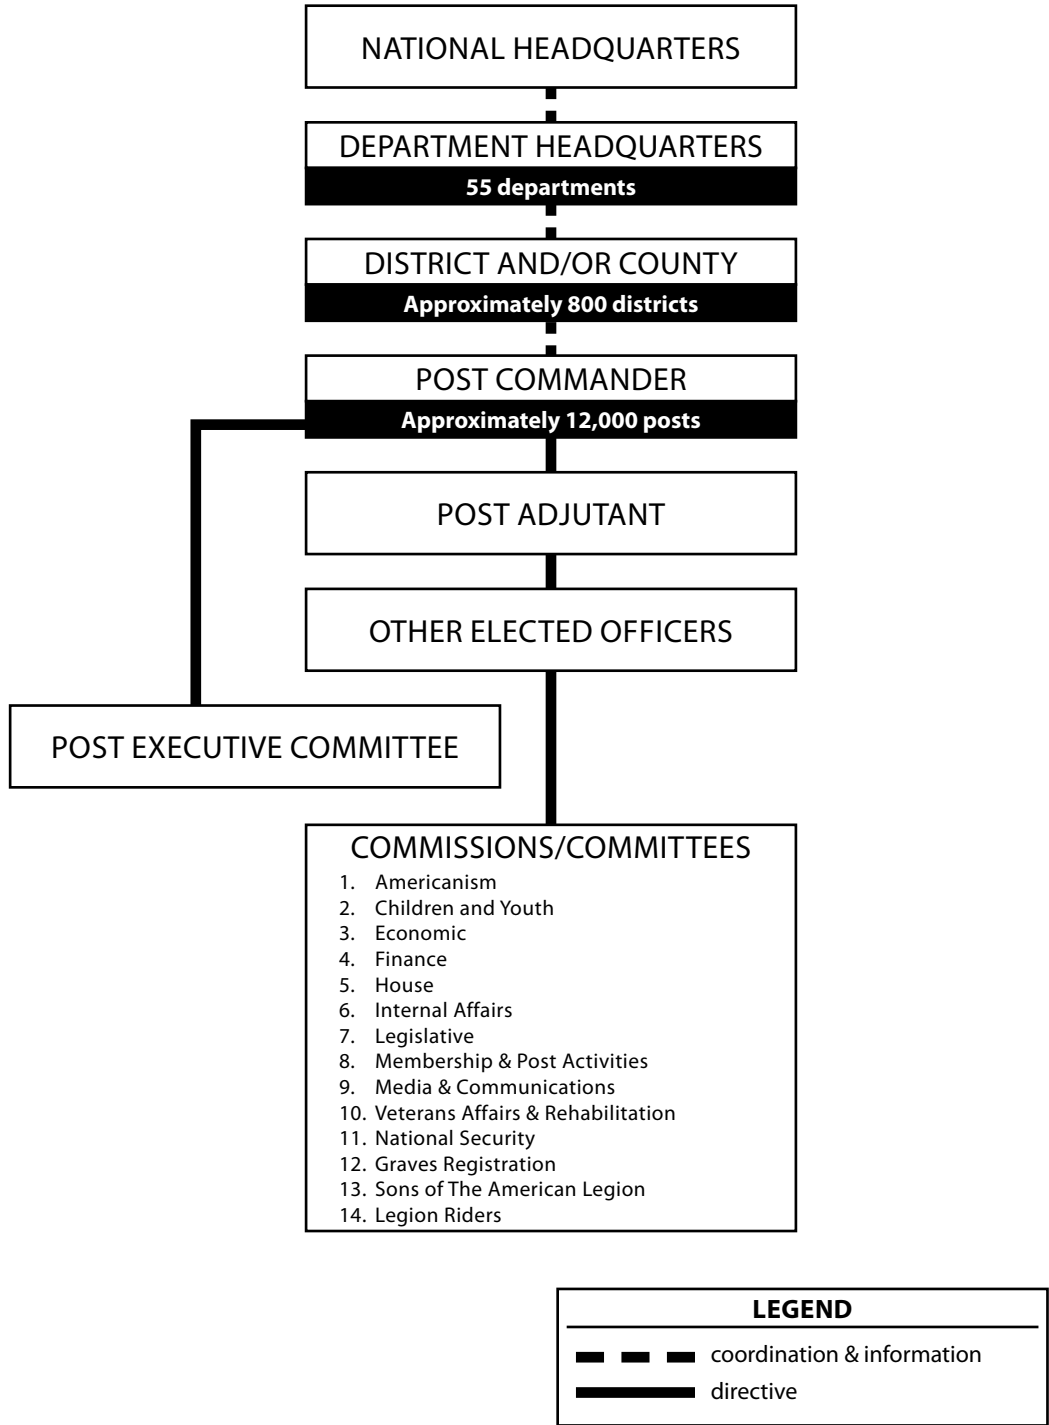 NATIONAL HEADQUARTERS
DEPARTMENT HEADQUARTERS
55 departments
DISTRICT AND/OR COUNTY
Approximately 800 districts
POST COMMANDER
Approximately 12,000 posts
POST ADJUTANT
OTHER ELECTED OFFICERS
POST EXECUTIVE COMMITTEE
COMMISSIONS/COMMITTEES
1. Americanism
2. Children and Youth
3. Economic
4. Finance
5. House
6. Internal Affairs
7. Legislative
8. Membership & Post Activities
9. Media & Communications
10. Veterans Affairs & Rehabilitation
11. National Security
12. Graves Registration
13. Sons of The American Legion
14. Legion Riders
LEGEND
coordination & information
directive